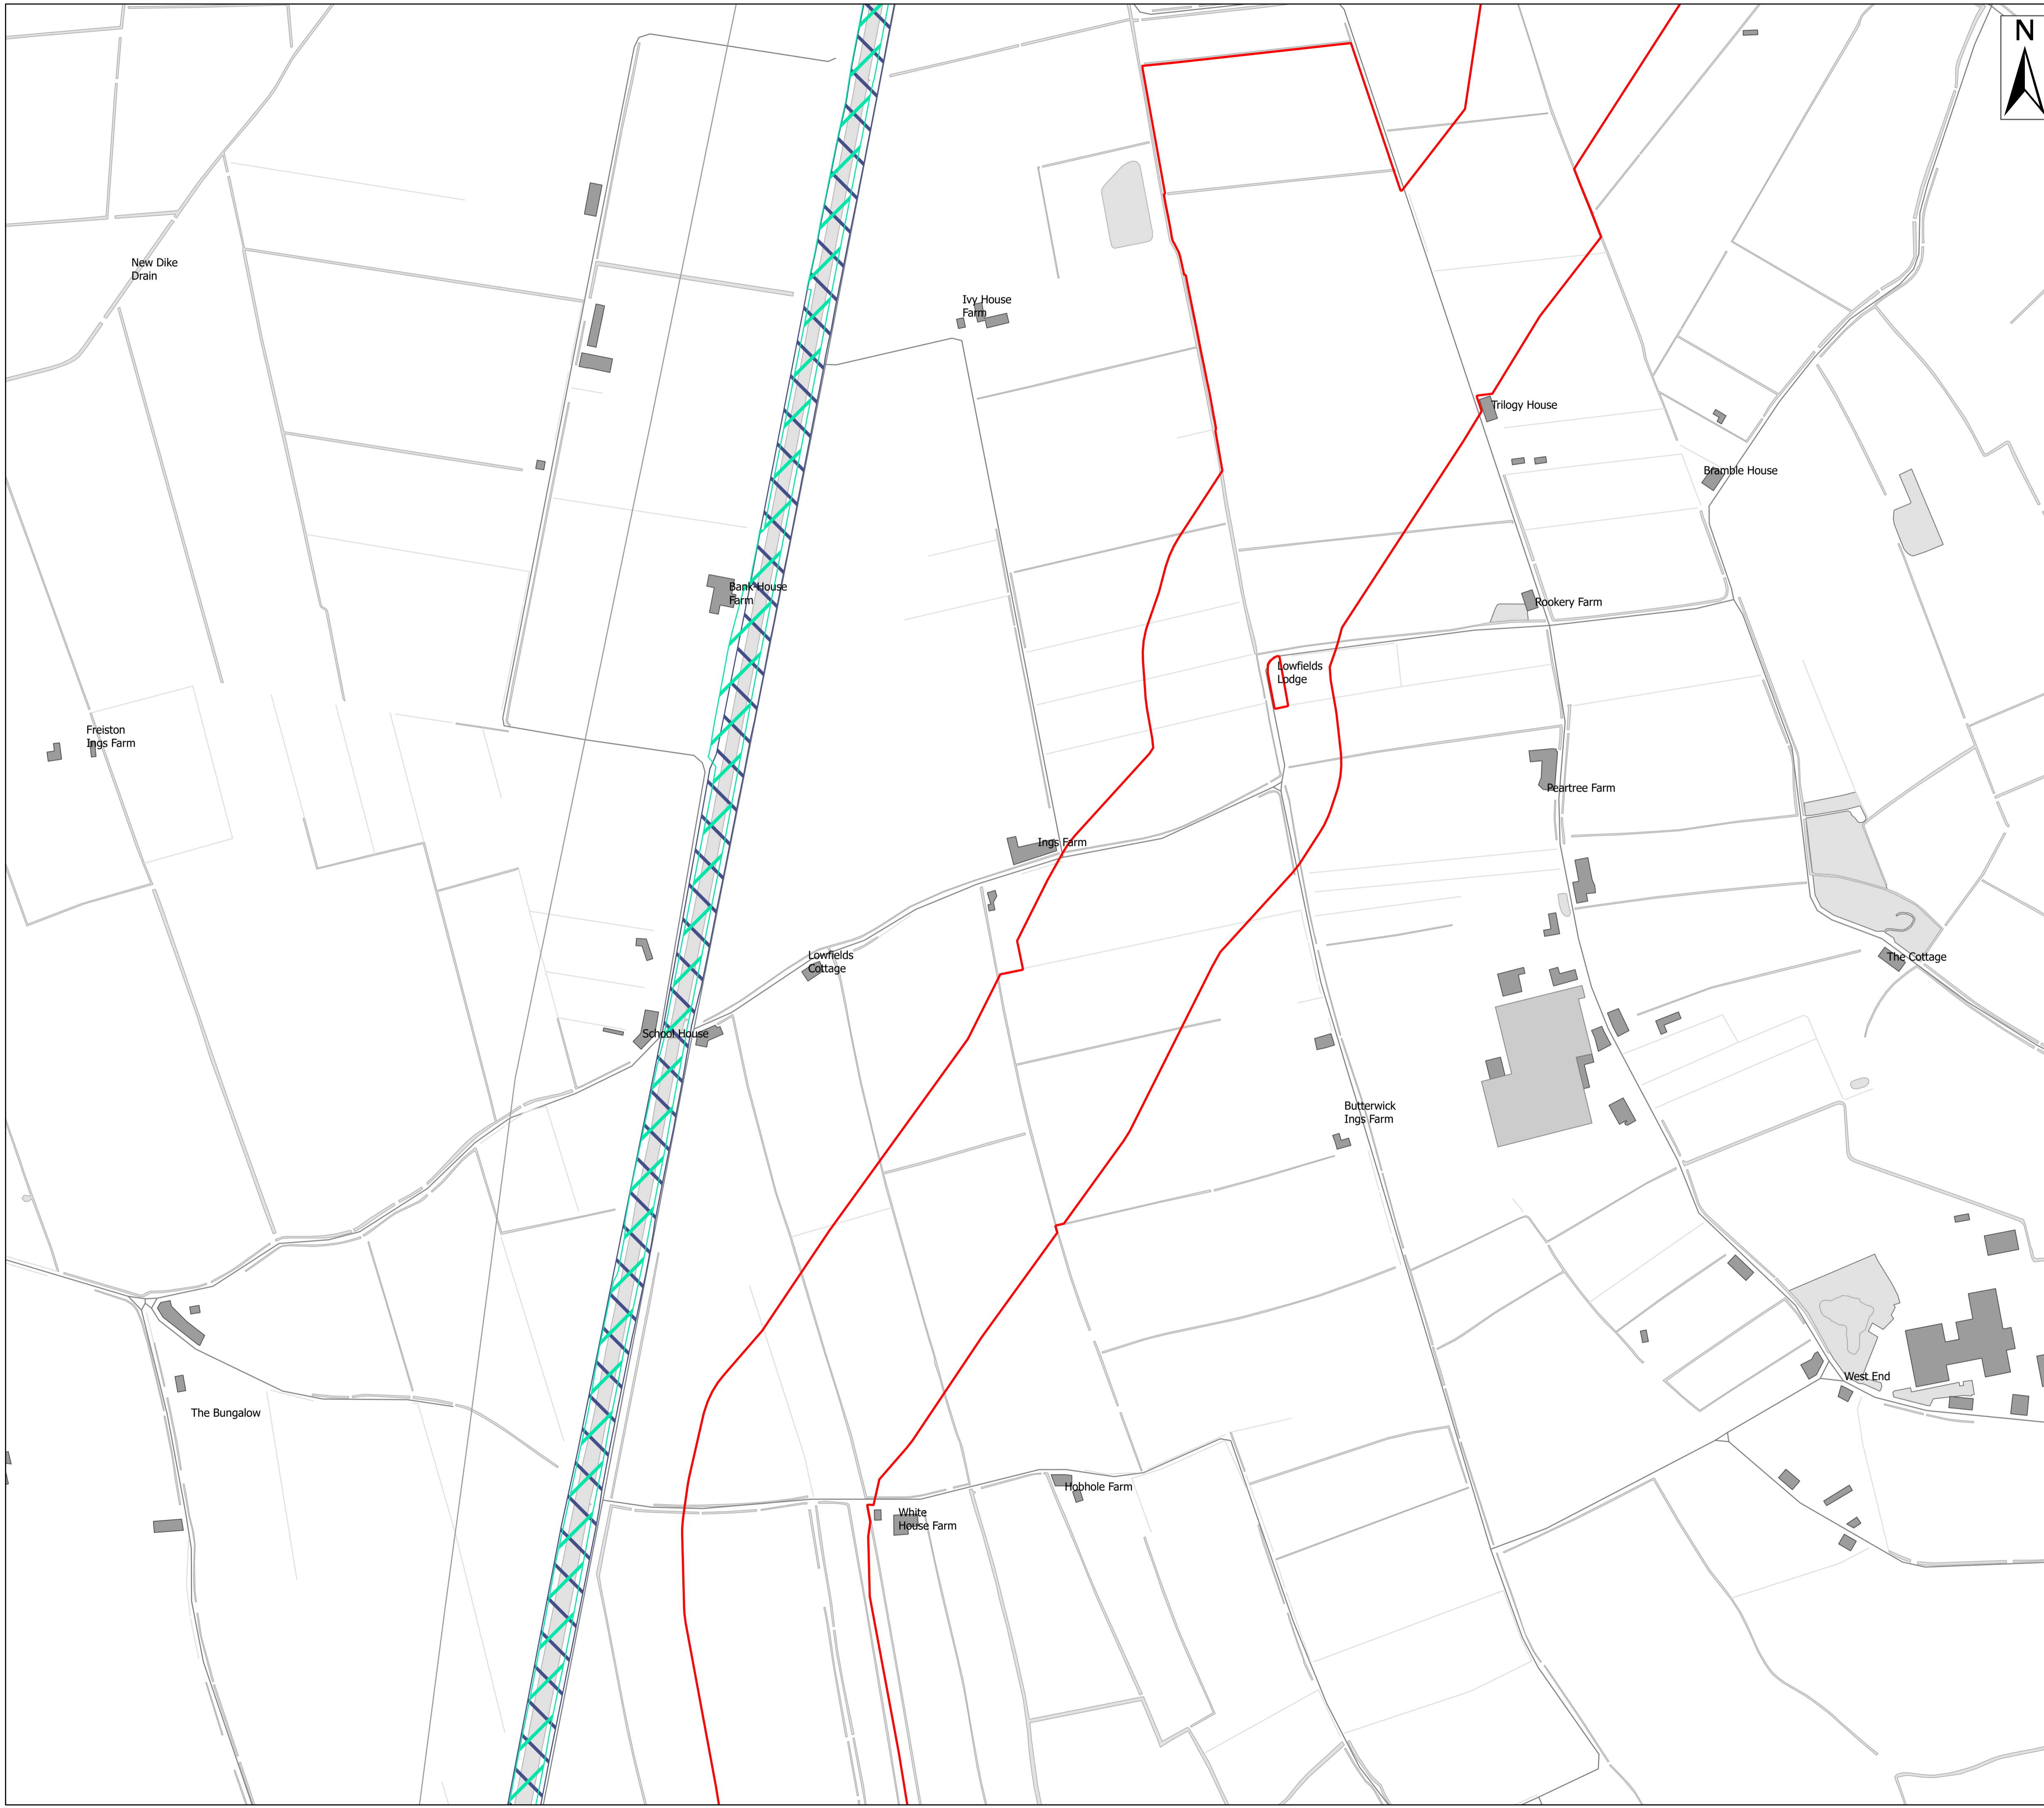 N
New Dike
Drain
Ivy House
Farm
Trilogy House
Bramble House
Bank House
Farm
Rookery Farm
Lowfields
Lodge
Freiston
Ings Farm
Peartree Farm
Ings Farm
Lowfields
Cottage
The Cottage
School House
Butterwick
Ings Farm
West End
The Bungalow
Hobhole Farm
White
House Farm